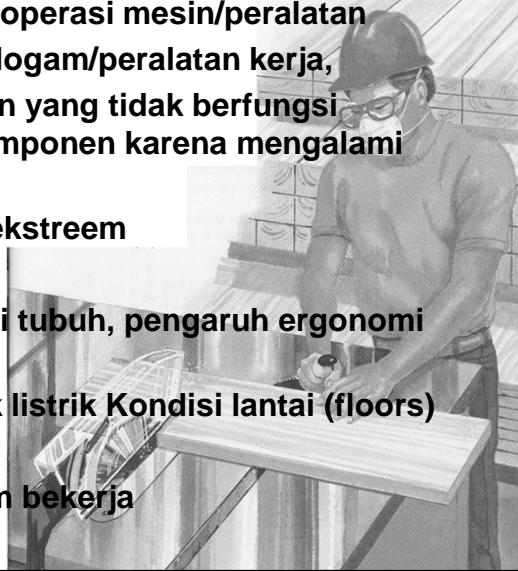 operasi mesin/peralatan
logam/peralatan kerja,
n yang tidak berfungsi
mponen karena mengalami
ekstreem
i tubuh, pengaruh ergonomi
listrik Kondisi lantai (floors)
m bekerja